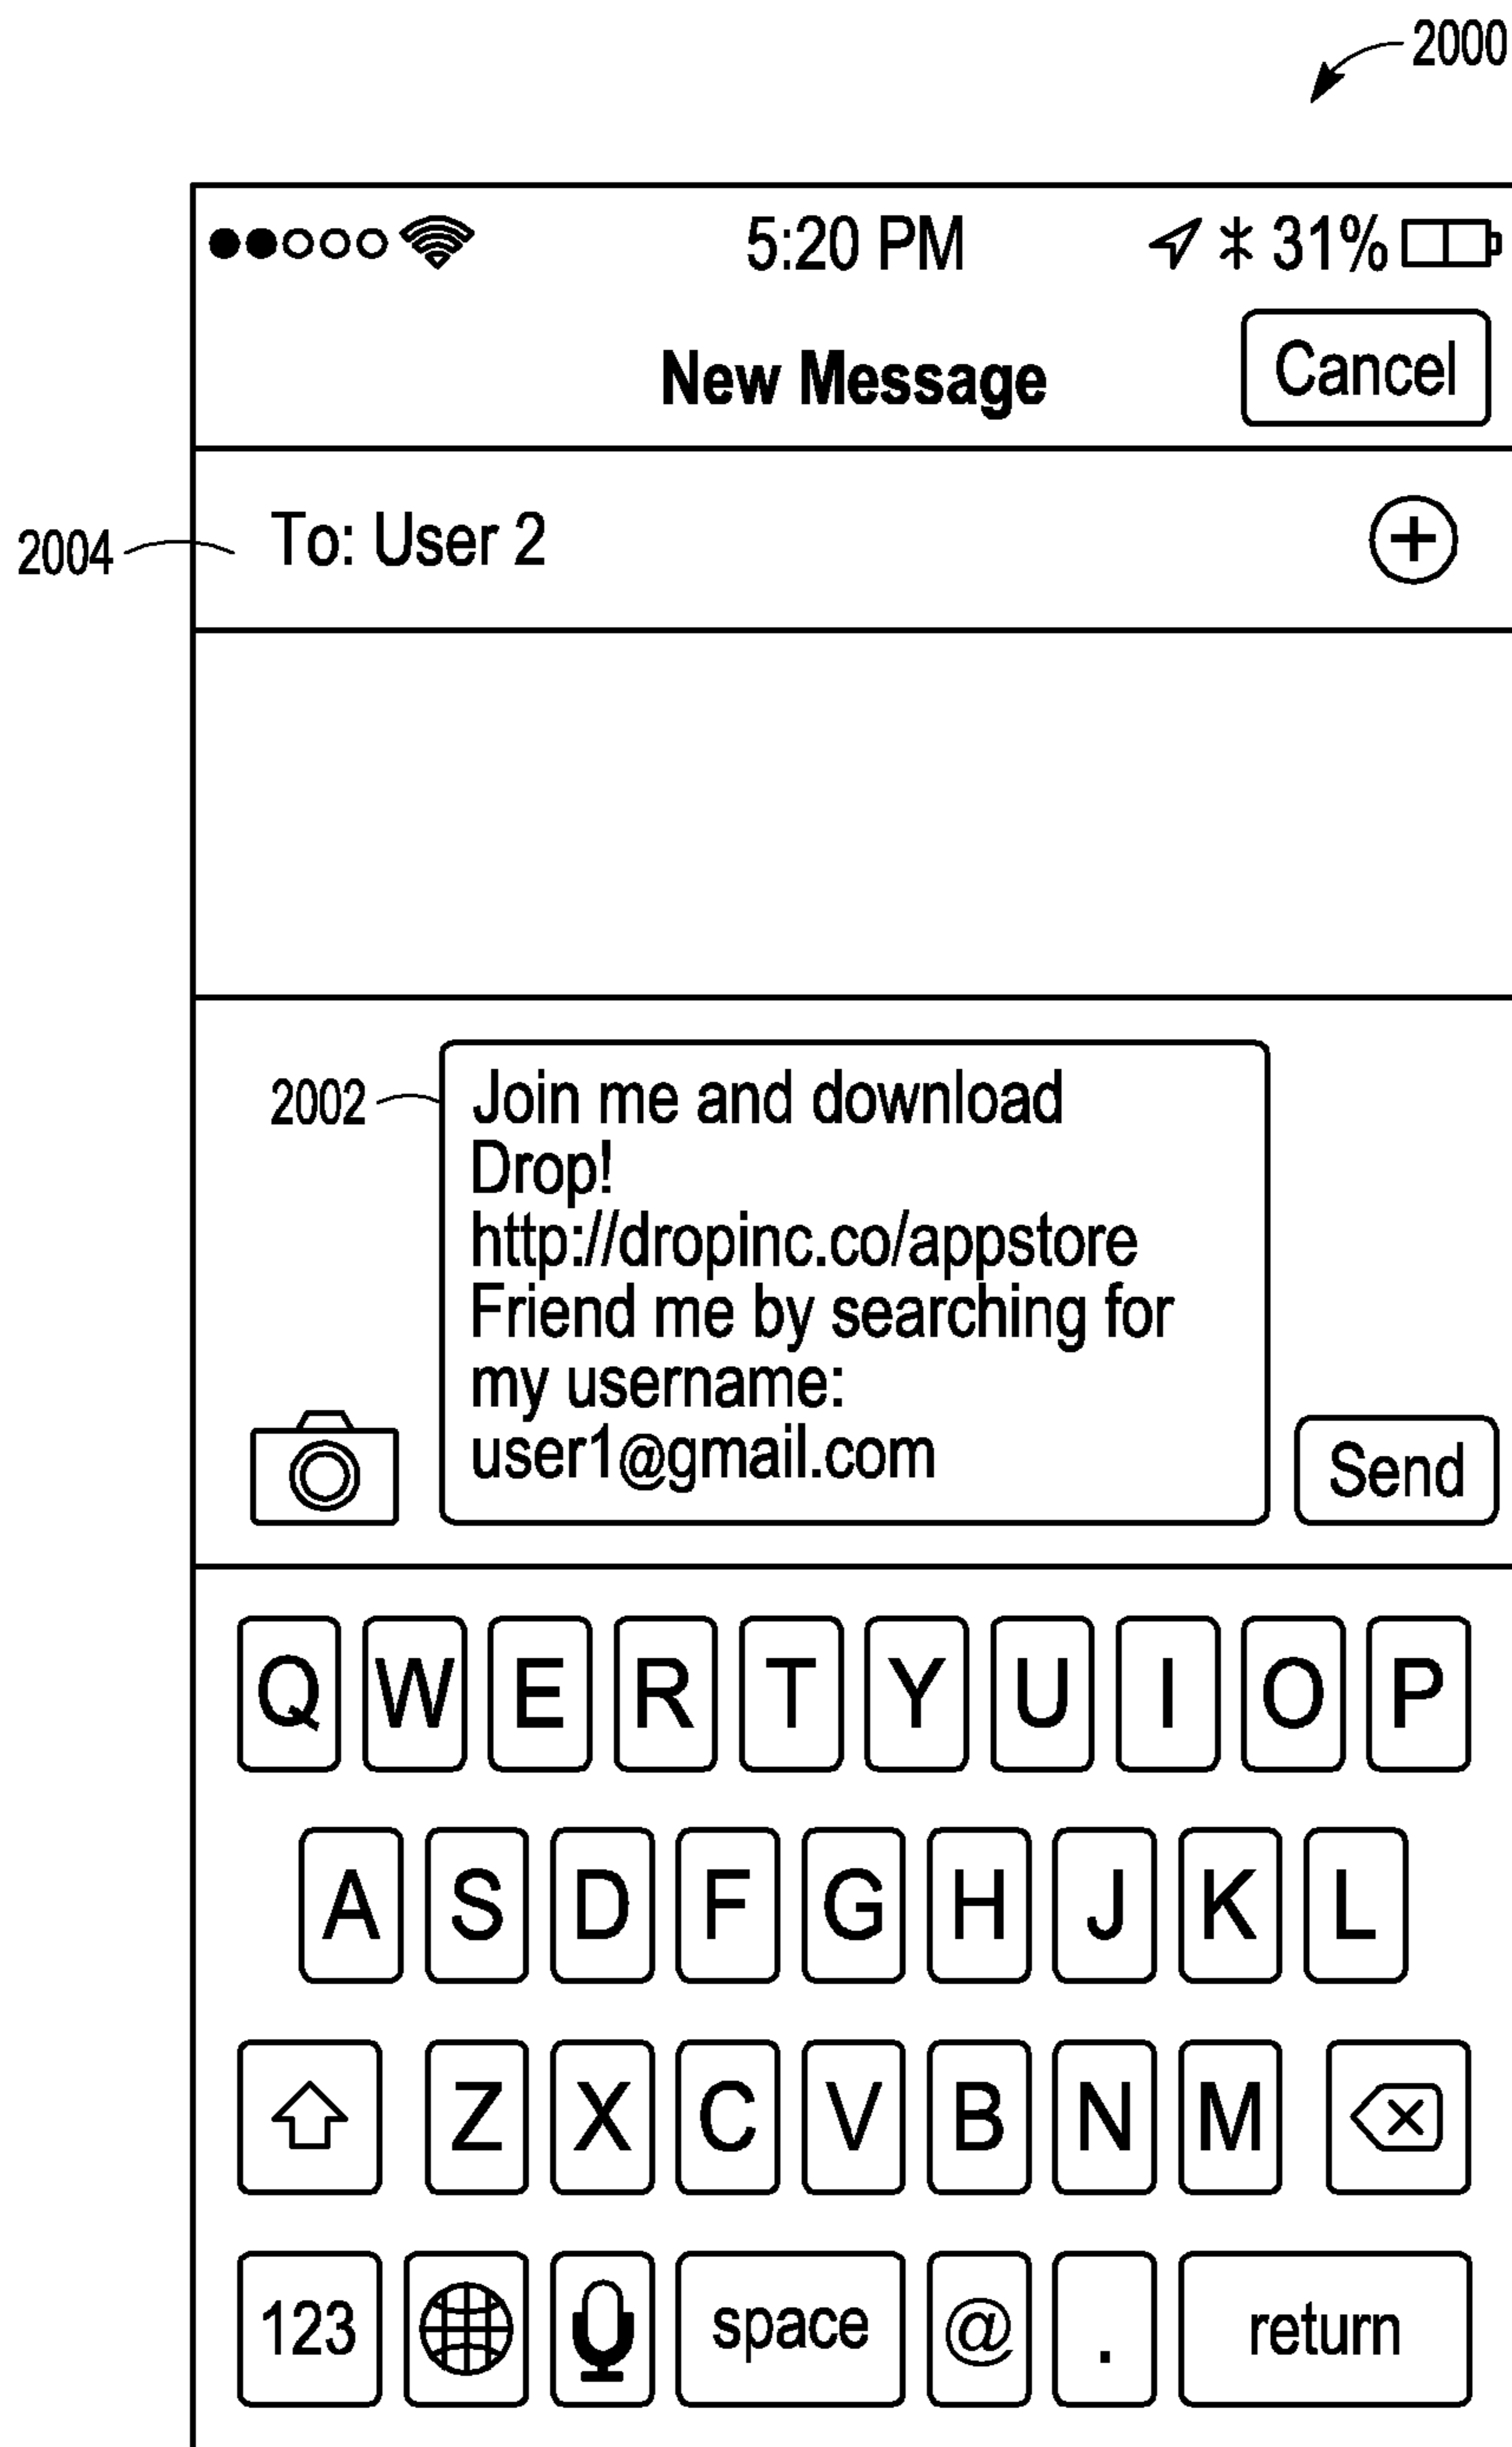 2000
5:20 PM 31%
New Message Cancel
2004 To: User 2
2002 Join me and download
Drop!
http://dropinc.co/appstore
Friend me by searching for
my username:
user1@gmail.com
Send
Q W E R T Y U I O P
A S D F G H J K L
Z X C V B N M
123 space @ . return